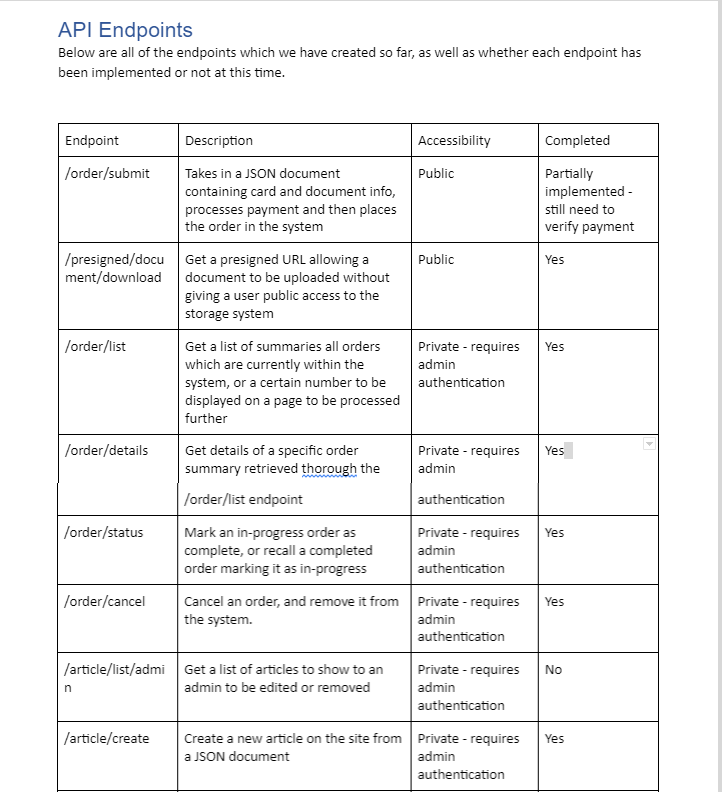 API Endpoints
Below are all of the endpoints which we have created so far, as well as whether each endpoint has
been implemented or not at this time.
Endpoint
Description
Accessibility
Completed
/order/submit
Takes in a JSON document
containing card and document info,
processes payment and then places
the order in the system
Public
Partially
implemented -
still need to
verify payment
/presigned/docu
ment/download
Get a presigned URL allowing a
document to be uploaded without
giving a user public access to the
storage system
Public
Yes
/order/list
Get a list of summaries all orders
which are currently within the
system, or a certain number to be
displayed on a page to be processed
further
Private - requires
admin
authentication
Yes
/order/details
Get details of a specific order
summary retrieved thorough the
/order/list endpoint
Private - requires
admin
authentication
Yes
/order/status
Mark an in-progress order as
complete, or recall a completed
order marking it as in-progress
Private - requires
admin
authentication
Yes
/order/cancel
Cancel an order, and remove it from
the system.
Private - requires
admin
authentication
Yes
/article/list/admi
n
Get a list of articles to show to an
admin to be edited or removed
Private - requires
admin
authentication
No
/article/create
Create a new article on the site from
a JSON document
Private - requires
admin
authentication
Yes